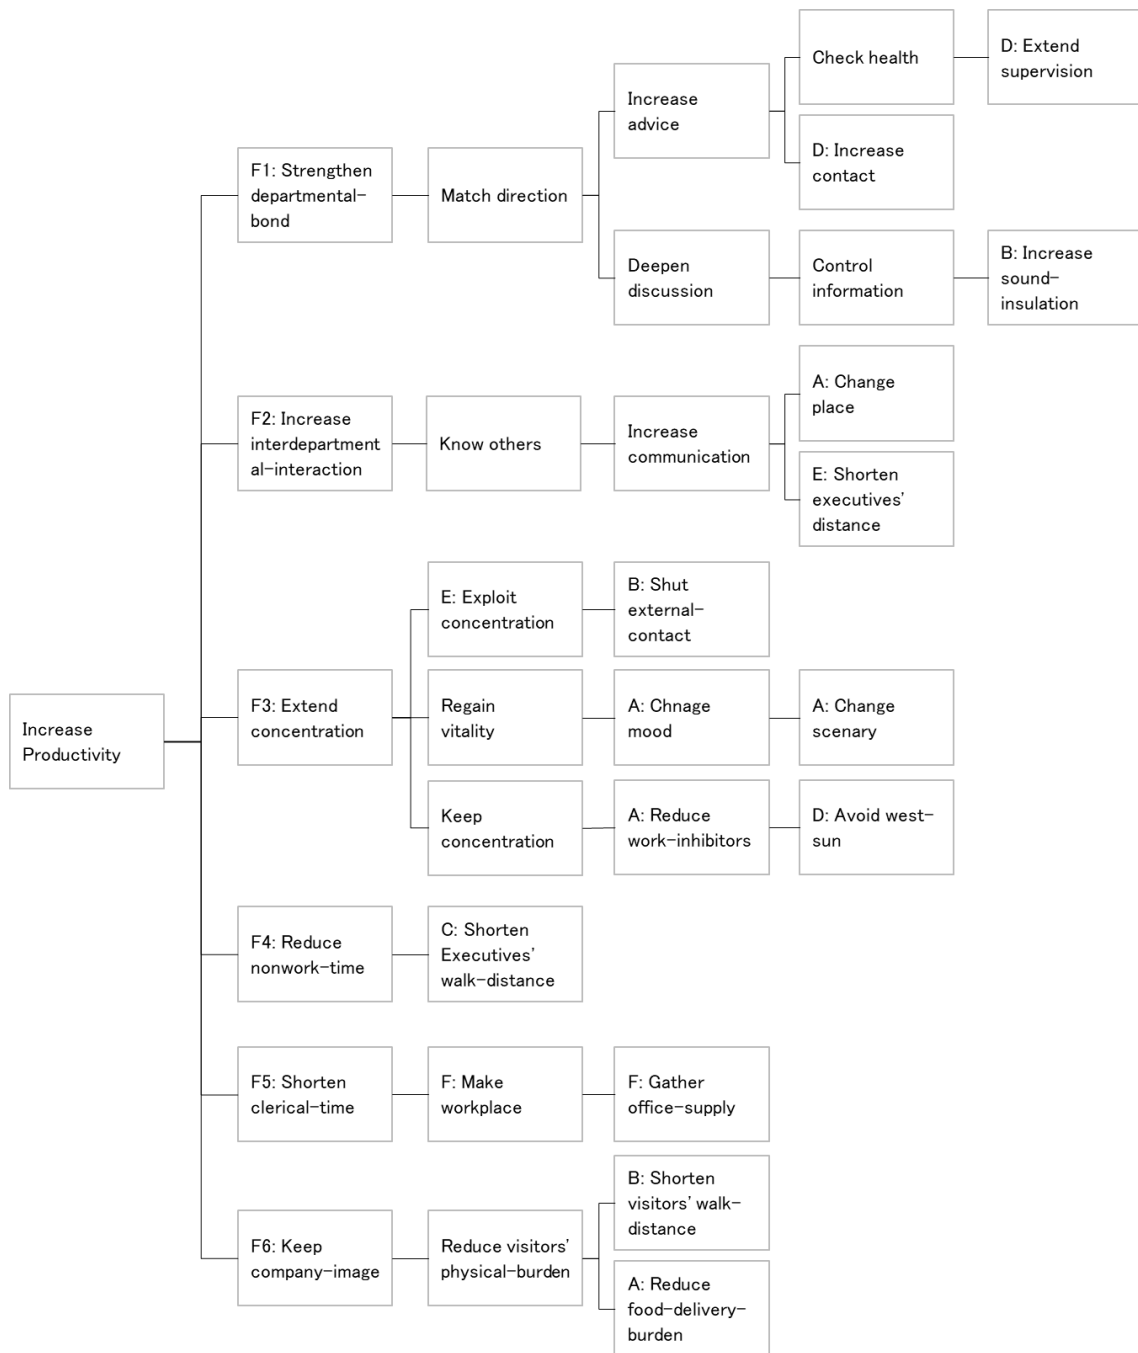 Check health
D: Extend
supervision
Increase
advice
D: Increase
contact
F1: Strengthen
departmental-
bond
Match direction
Deepen
discussion
Control
information
B: Increase
sound-
insulation
A: Change
place
F2: Increase
interdepartment
al-interaction
Know others
Increase
communication
E: Shorten
executives'
distance
E: Exploit
concentration
B: Shut
external-
contact
Increase
Productivity
F3: Extend
concentration
Regain
vitality
A: Chnage
mood
A: Change
scenary
Keep
concentration
A: Reduce
work-inhibitors
D: Avoid west-
sun
F4: Reduce
nonwork-time
C: Shorten
Executives'
walk-distance
F5: Shorten
clerical-time
F: Make
workplace
F: Gather
office-supply
B: Shorten
visitors' walk-
distance
F6: Keep
company-image
Reduce visitors'
physical-burden
A: Reduce
food-delivery-
burden